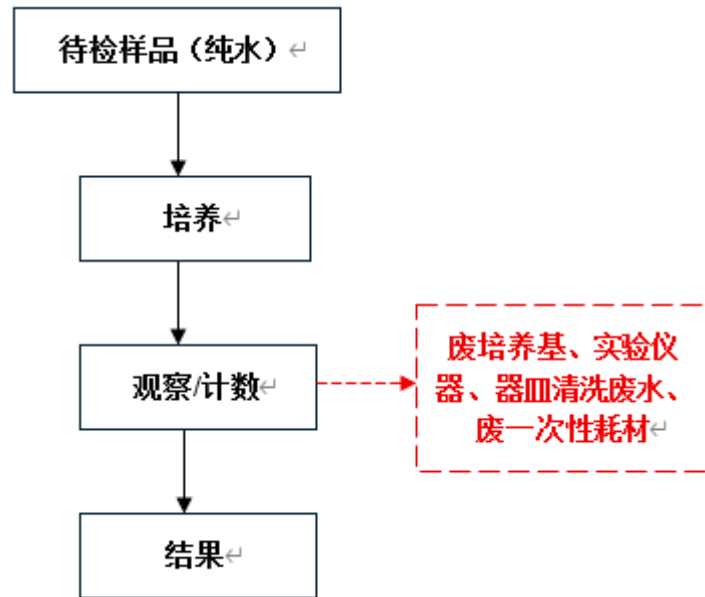 待检样品（纯水）
培养
观察/计数
废培养基、实验仪
器、器皿清洗废水、
废一次性耗材
结果